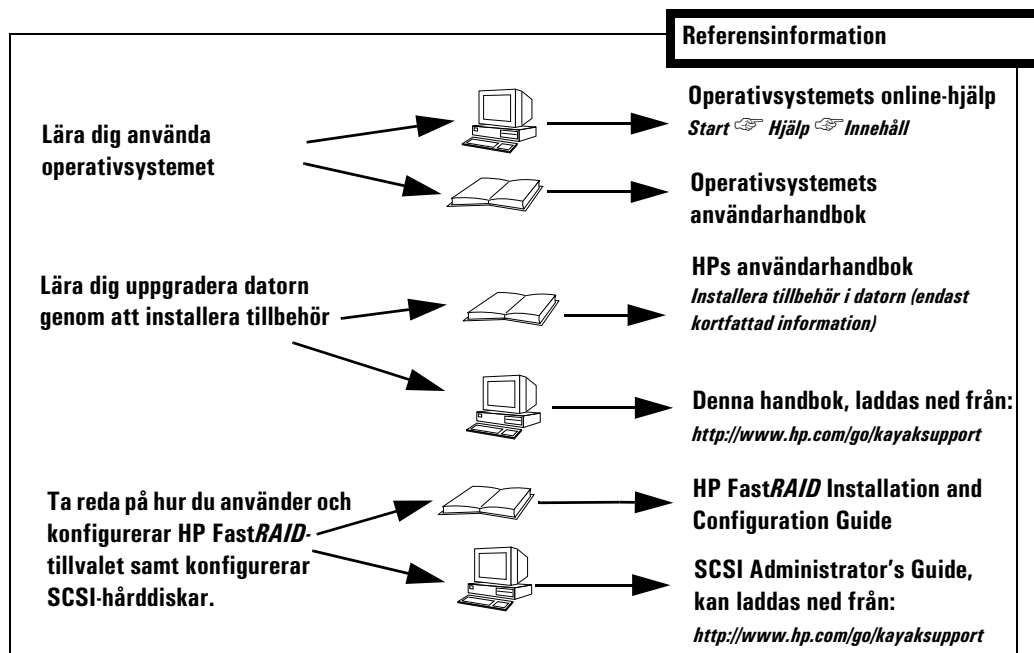 Referensinformation
Lära dig använda
operativsystemet
Operativsystemets online-hjälp
Start ☞ Hjälp ☞ Innehåll
Operativsystemets
användarhandbok
Lära dig uppgradera datorn
genom att installera tillbehör
HPs användarhandbok
Installera tillbehör i datorn (endast
kortfattad information)
Denna handbok, laddas ned från:
http://www.hp.com/go/kayaksupport
Ta reda på hur du använder och
konfigurerar HP FastRAID-
tillvalet samt konfigurerar
SCSI-hårddiskar.
HP FastRAID Installation and
Configuration Guide
SCSI Administrator's Guide,
kan laddas ned från:
http://www.hp.com/go/kayaksupport